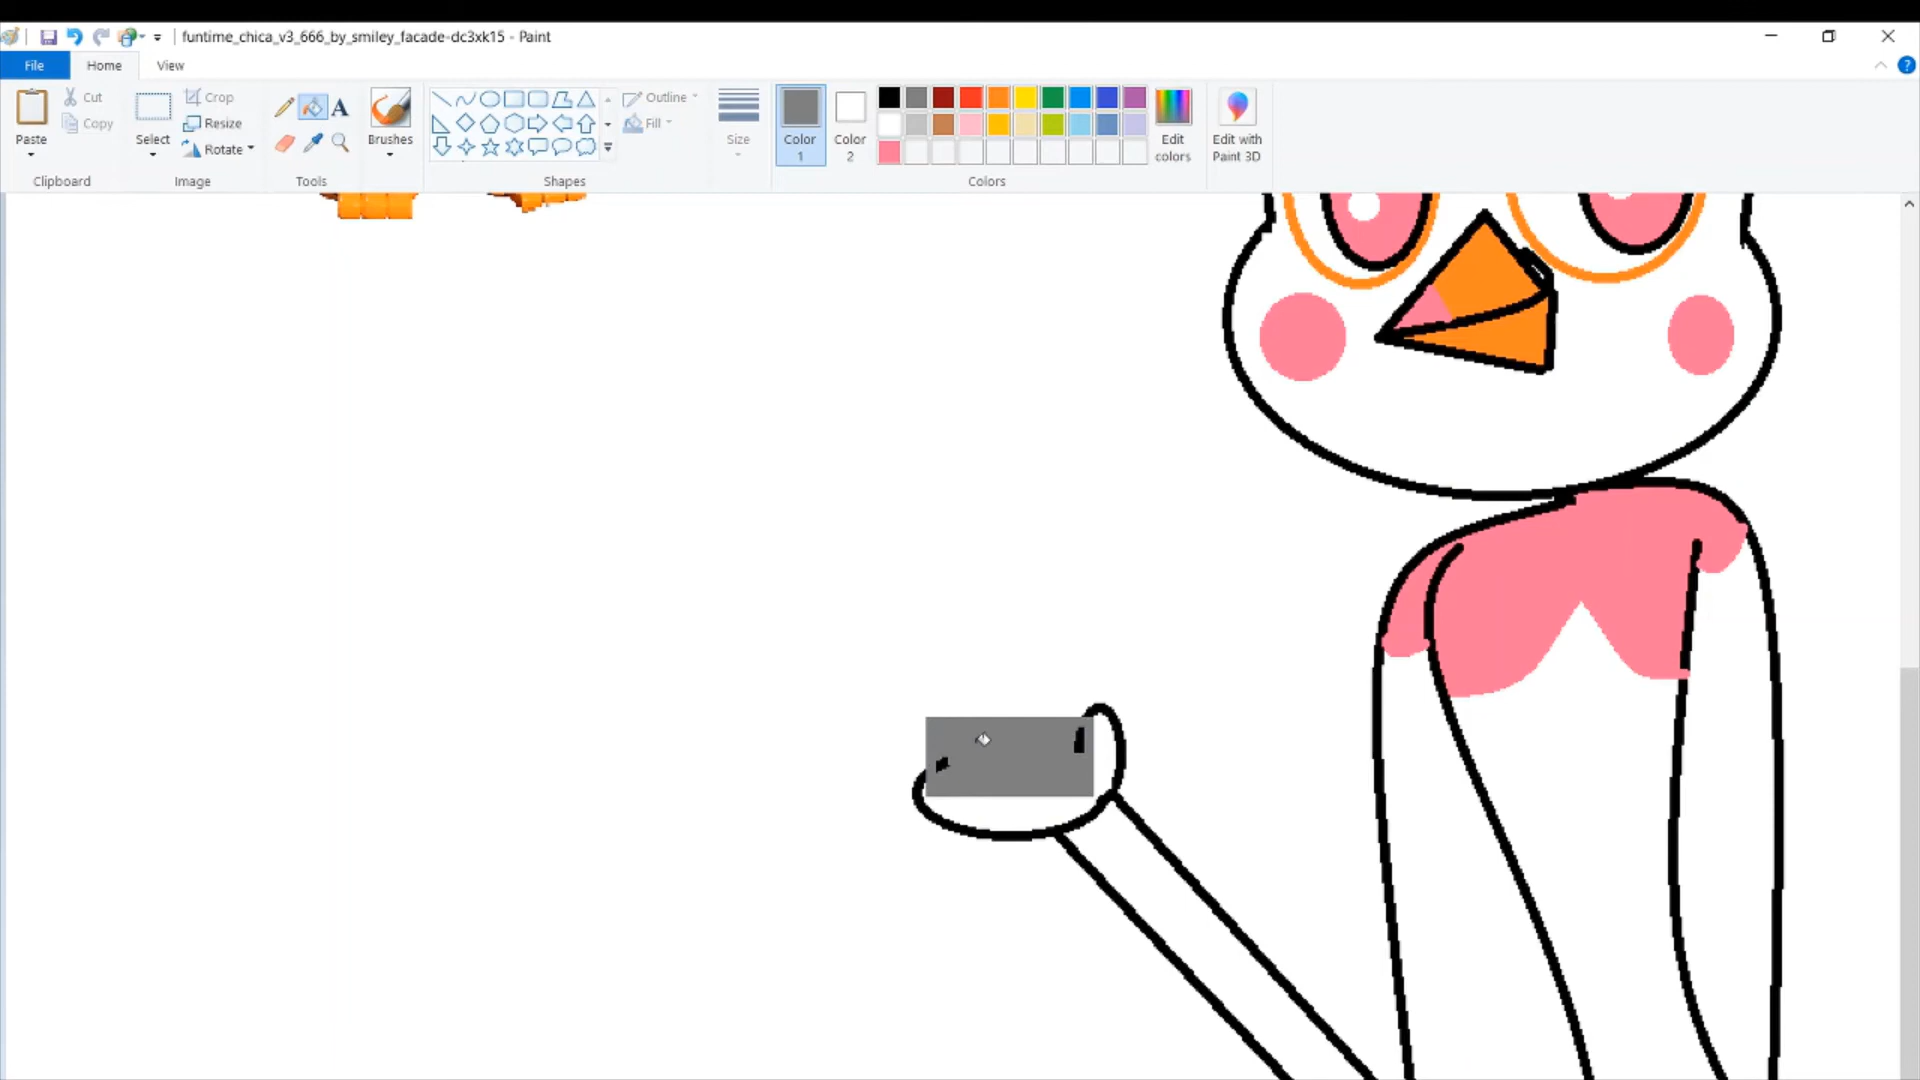 funtime_chica_v3_666_by_smiley_facade-dc3xk15 - Paint
File Home View
Paste
Cut
Copy
Clipboard
Select
Crop
Resize
Rotate
Image
A
Tools
Brushes
Outline
Fill
Shapes
Size
Color 1
Color 2
Edit colors
Colors
Edit with Paint 3D
?